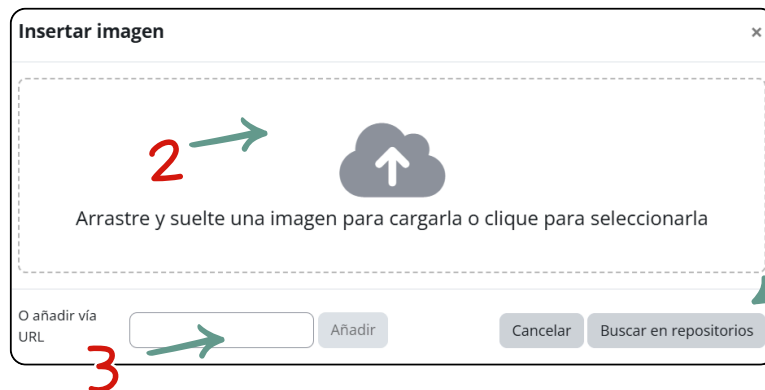 Insertar imagen ×
2
Arrastre y suelte una imagen para cargarla o clique para seleccionarla
O añadir vía
URL
Añadir
Cancelar
Buscar en repositorios
3